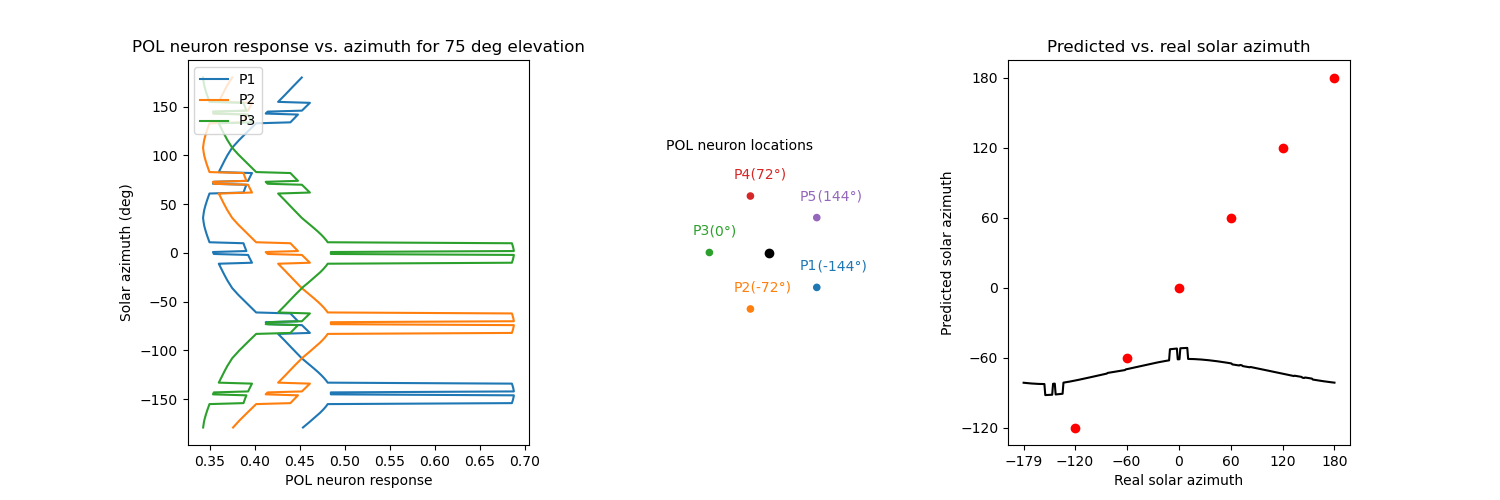 POL neuron response vs. azimuth for 75 deg elevation
P1
P2
P3
150
100
50
0
−50
−100
−150
Solar azimuth (deg)
0.35 0.40 0.45 0.50 0.55 0.60 0.65 0.70
POL neuron response
POL neuron locations
P4(72°)
P5(144°)
P3(0°)
P1(-144°)
P2(-72°)
Predicted vs. real solar azimuth
180
120
60
0
−60
−120
Predicted solar azimuth
−179 −120 −60 0 60 120 180
Real solar azimuth